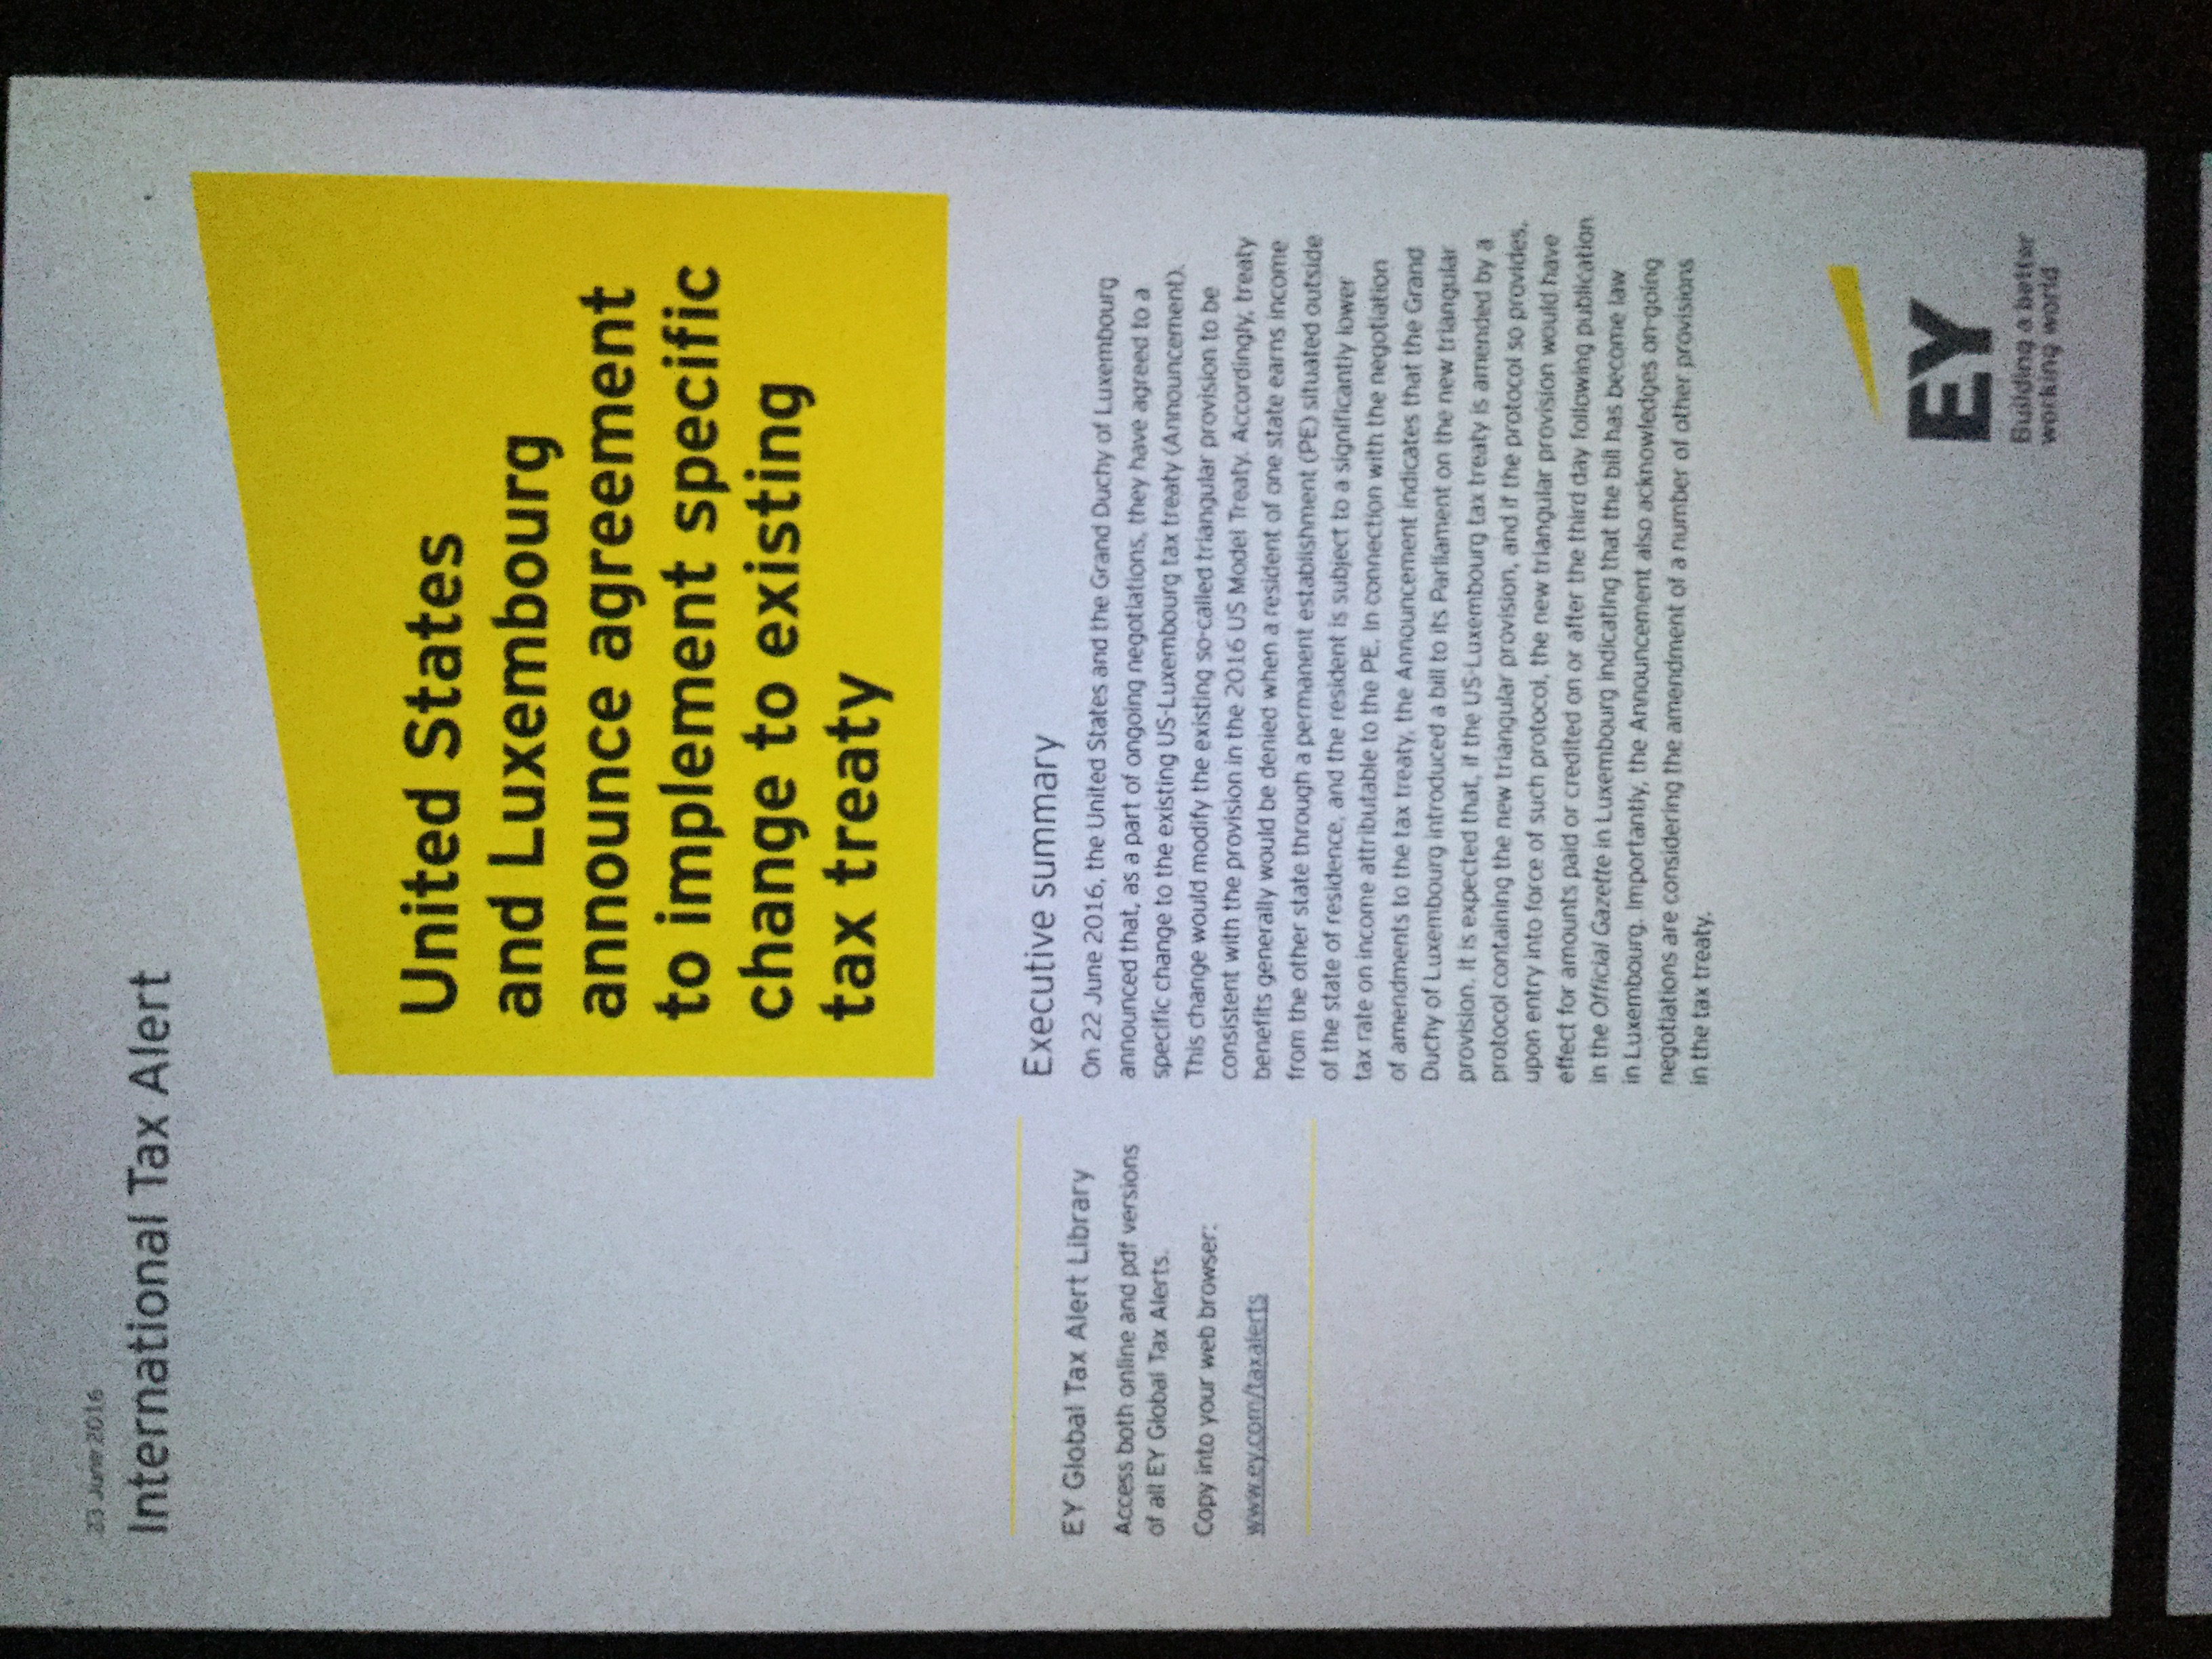 23 June 2016
International Tax Alert
United States
and Luxembourg
announce agreement
to implement specific
change to existing
tax treaty
EY Global Tax Alert Library
Access both online and pdf versions
of all EY Global Tax Alerts.
Copy into your web browser:
www.ey.com/taxalerts
Executive summary
On 22 June 2016, the United States and the Grand Duchy of Luxembourg
announced that, as a part of ongoing negotiations, they have agreed to a
specific change to the existing US-Luxembourg tax treaty (Announcement).
This change would modify the existing so-called triangular provision to be
consistent with the provision in the 2016 US Model Treaty. Accordingly, treaty
benefits generally would be denied when a resident of one state earns income
from the other state through a permanent establishment (PE) situated outside
of the state of residence, and the resident is subject to a significantly lower
tax rate on income attributable to the PE. In connection with the negotiation
of amendments to the tax treaty, the Announcement indicates that the Grand
Duchy of Luxembourg introduced a bill to its Parliament on the new triangular
provision. It is expected that, if the US-Luxembourg tax treaty is amended by a
protocol containing the new triangular provision, and if the protocol so provides,
upon entry into force of such protocol, the new triangular provision would have
effect for amounts paid or credited on or after the third day following publication
in the Official Gazette in Luxembourg indicating that the bill has become law
in Luxembourg. Importantly, the Announcement also acknowledges on-going
negotiations are considering the amendment of a number of other provisions
in the tax treaty.
EY
Building a better
working world